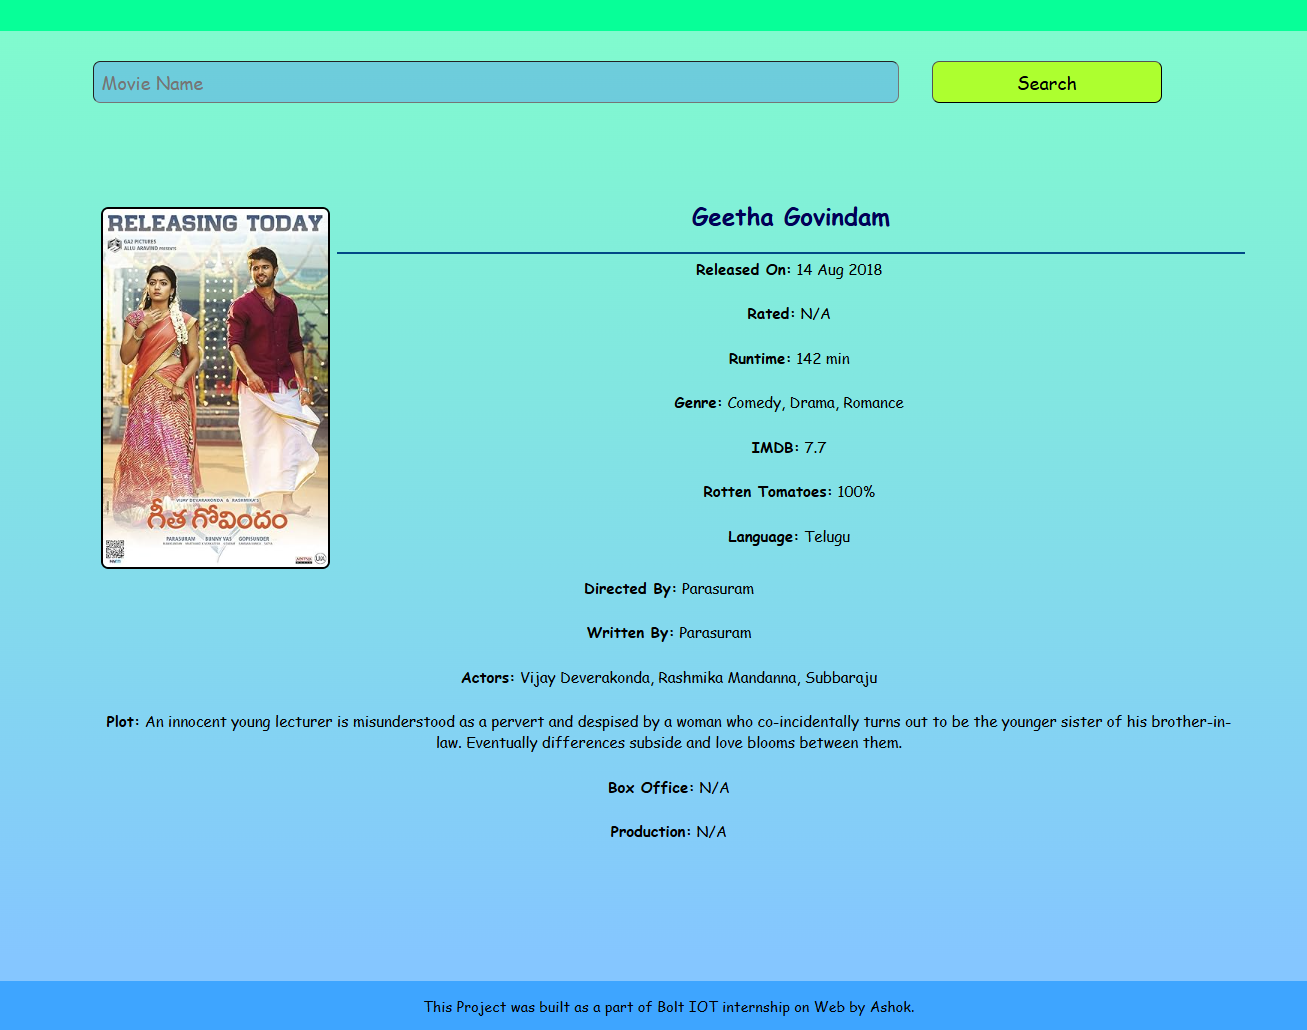 Movie Name
Search
RELEASING TODAY
GA2 PICTURES
ALLU ARAVIND PRESENTS
VIJAY DEVARAKONDA & RASHMIKA'S
గీత గోవిందం
PARASURAM BUNNY VAS GOPISUNDER
Geetha Govindam
Released On: 14 Aug 2018
Rated: N/A
Runtime: 142 min
Genre: Comedy, Drama, Romance
IMDB: 7.7
Rotten Tomatoes: 100%
Language: Telugu
Directed By: Parasuram
Written By: Parasuram
Actors: Vijay Deverakonda, Rashmika Mandanna, Subbaraju
Plot: An innocent young lecturer is misunderstood as a pervert and despised by a woman who co-incidentally turns out to be the younger sister of his brother-in-
law. Eventually differences subside and love blooms between them.
Box Office: N/A
Production: N/A
This Project was built as a part of Bolt IOT internship on Web by Ashok.